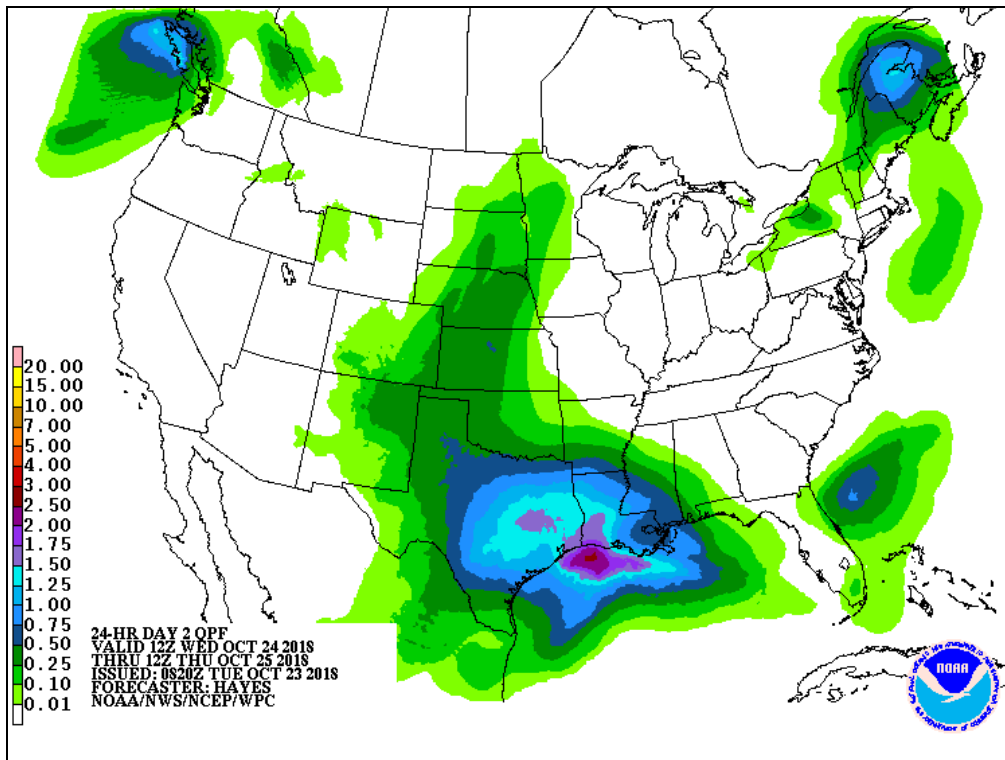 20.00
15.00
10.00
7.00
5.00
4.00
3.00
2.50
2.00
1.75
1.50
1.25
1.00
0.75
0.50
0.25
0.10
0.01
24-HR DAY 2 QPF
VALID 12Z WED OCT 24 2018
THRU 12Z THU OCT 25 2018
ISSUED: 0820Z TUE OCT 23 2018
FORECASTER: HAYES
NOAA/NWS/NCEP/WPC
NOAA